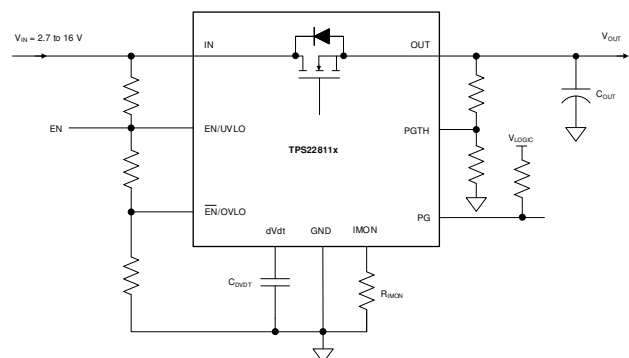 V_IN = 2.7 to 16 V
IN
OUT
V_OUT
C_OUT
EN
EN/UVLO
PGTH
V_LOGIC
TPS22811x
E̅N̅/OVLO
PG
dVdt
GND
IMON
C_DVDT
R_IMON